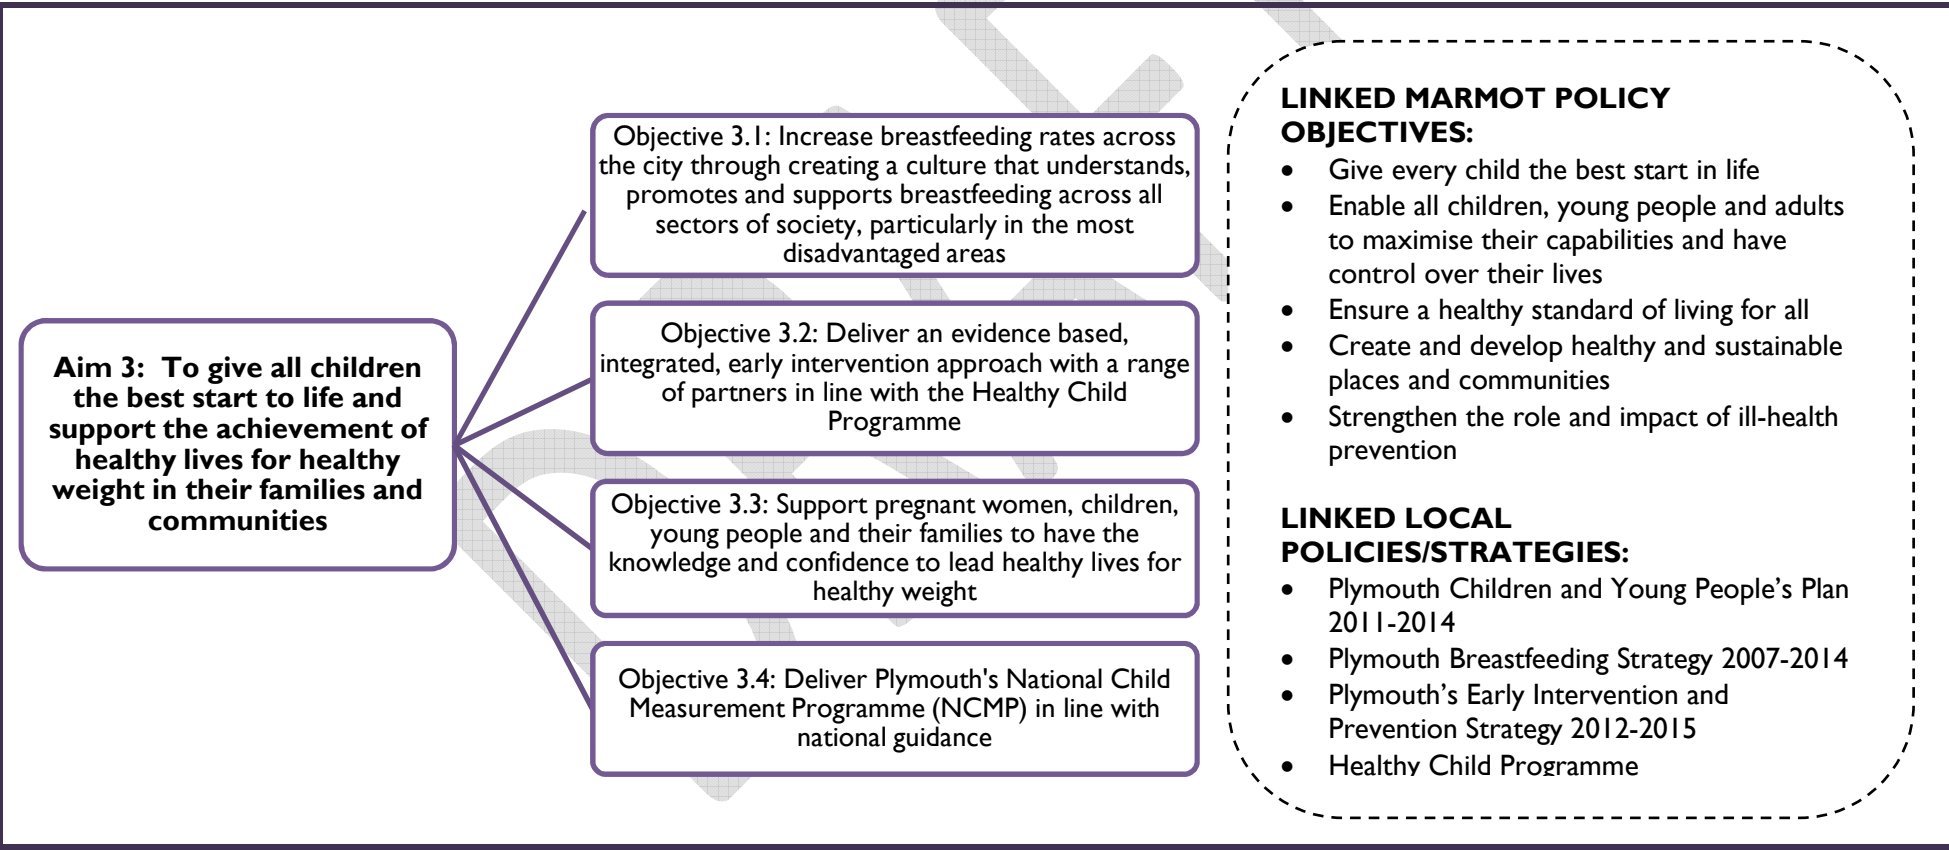 Aim 3:  To give all children
the best start to life and
support the achievement of
healthy lives for healthy
weight in their families and
communities
Objective 3.1: Increase breastfeeding rates across
the city through creating a culture that understands,
promotes and supports breastfeeding across all
sectors of society, particularly in the most
disadvantaged areas
Objective 3.2: Deliver an evidence based,
integrated, early intervention approach with a range
of partners in line with the Healthy Child
Programme
Objective 3.3: Support pregnant women, children,
young people and their families to have the
knowledge and confidence to lead healthy lives for
healthy weight
Objective 3.4: Deliver Plymouth's National Child
Measurement Programme (NCMP) in line with
national guidance
LINKED MARMOT POLICY
OBJECTIVES:
• Give every child the best start in life
• Enable all children, young people and adults
to maximise their capabilities and have
control over their lives
• Ensure a healthy standard of living for all
• Create and develop healthy and sustainable
places and communities
• Strengthen the role and impact of ill-health
prevention
LINKED LOCAL
POLICIES/STRATEGIES:
• Plymouth Children and Young People’s Plan
2011-2014
• Plymouth Breastfeeding Strategy 2007-2014
• Plymouth’s Early Intervention and
Prevention Strategy 2012-2015
• Healthy Child Programme